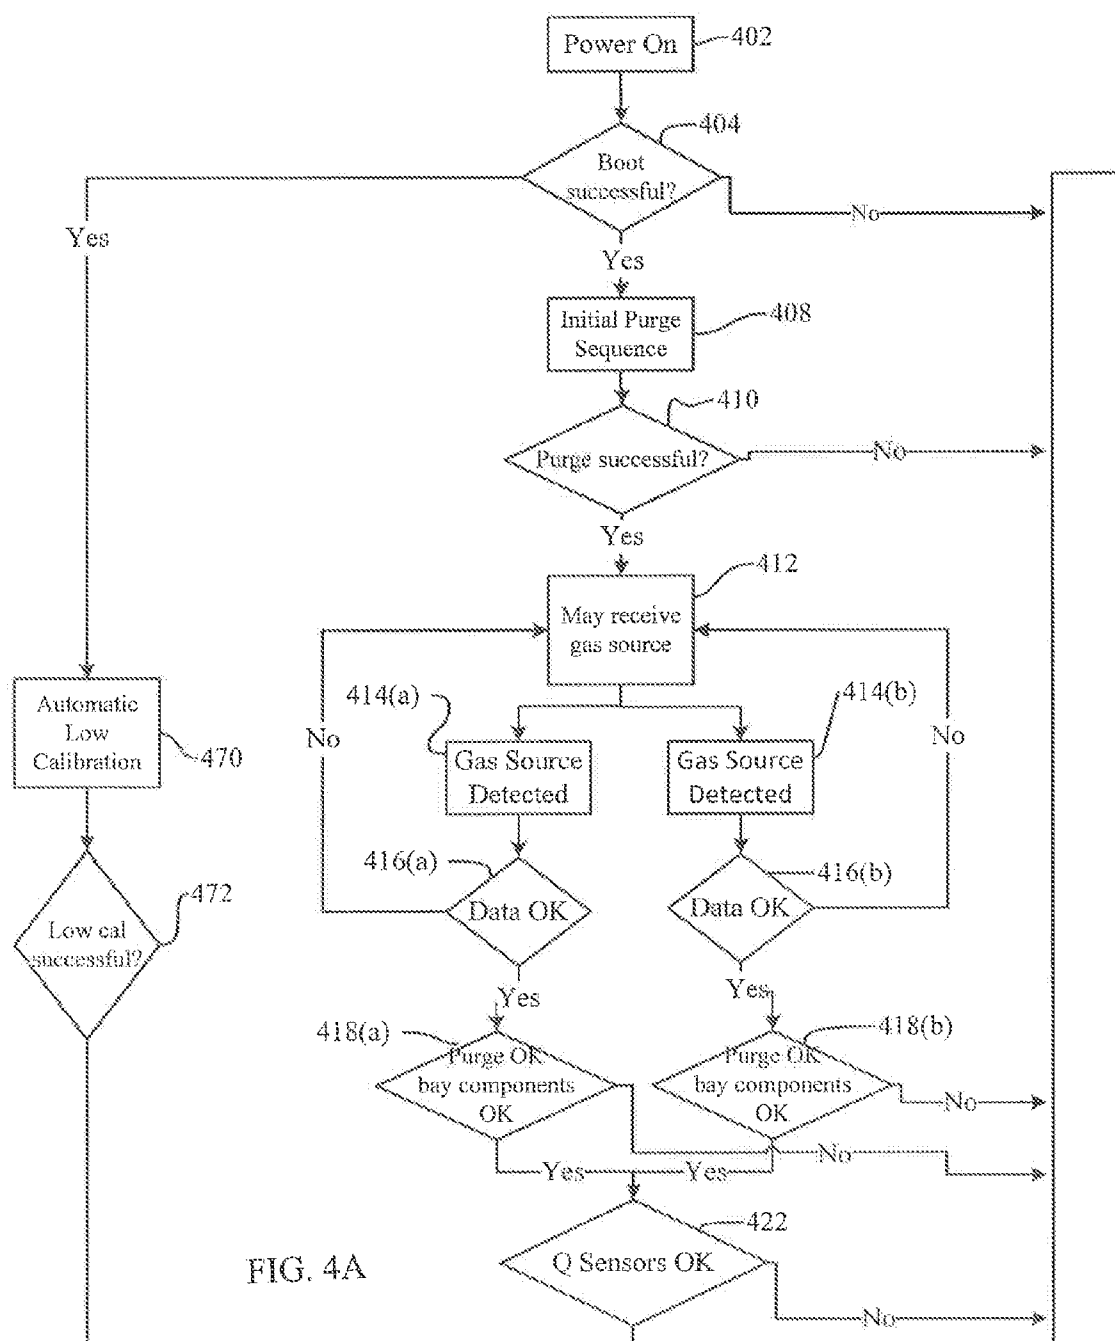 Power On
402
404
Boot
successful?
No
Yes
Yes
Initial Purge
Sequence
408
410
Purge successful?
No
Yes
412
May receive
gas source
414(a)
414(b)
Automatic
Low
Calibration
470
No
No
Gas Source
Detected
Gas Source
Detected
416(a)
416(b)
Data OK
Data OK
472
Low cal
successful?
Yes
Yes
418(a)
418(b)
Purge OK
bay components
OK
Purge OK
bay components
OK
No
No
Yes
Yes
422
Q Sensors OK
No
FIG. 4A